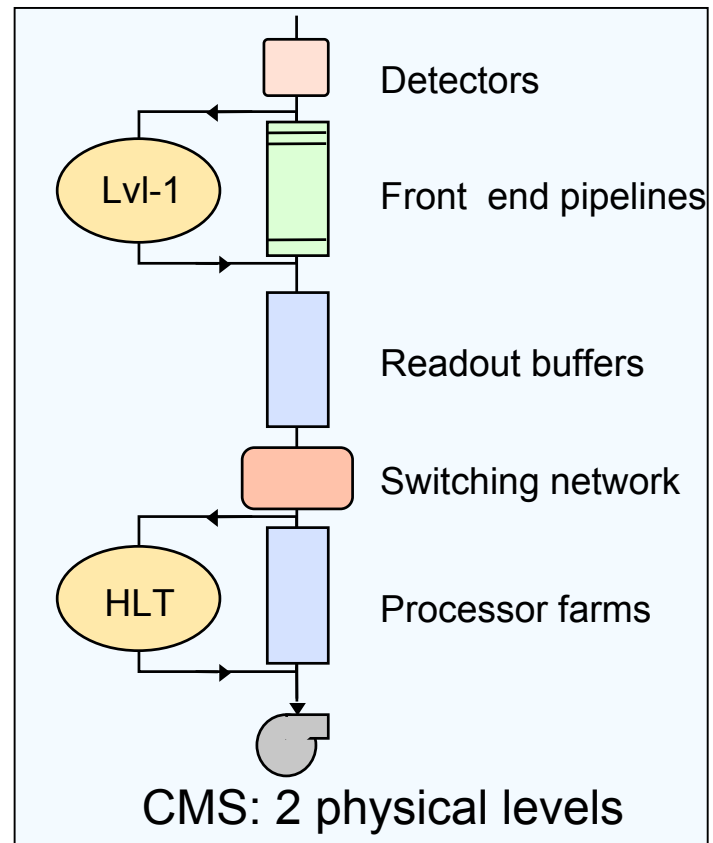 Detectors
Lvl-1
Front end pipelines
Readout buffers
Switching network
HLT
Processor farms
CMS: 2 physical levels